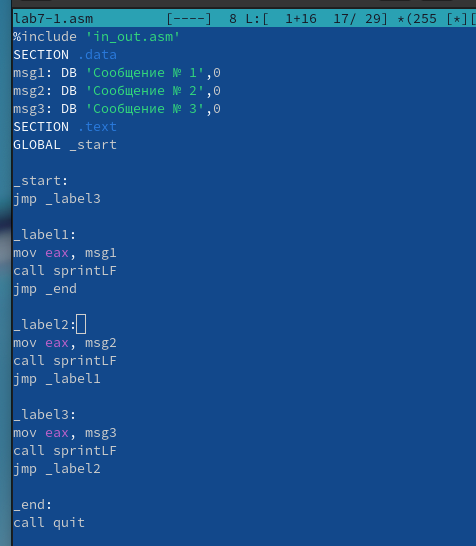 lab7-1.asm [----] 8 L:[ 1+16 17/ 29] *(255 [*][
%include 'in_out.asm'
SECTION .data
msg1: DB 'Сообщение № 1',0
msg2: DB 'Сообщение № 2',0
msg3: DB 'Сообщение № 3',0
SECTION .text
GLOBAL _start
_start:
jmp _label3
_label1:
mov eax, msg1
call sprintLF
jmp _end
_label2:
mov eax, msg2
call sprintLF
jmp _label1
_label3:
mov eax, msg3
call sprintLF
jmp _label2
_end:
call quit